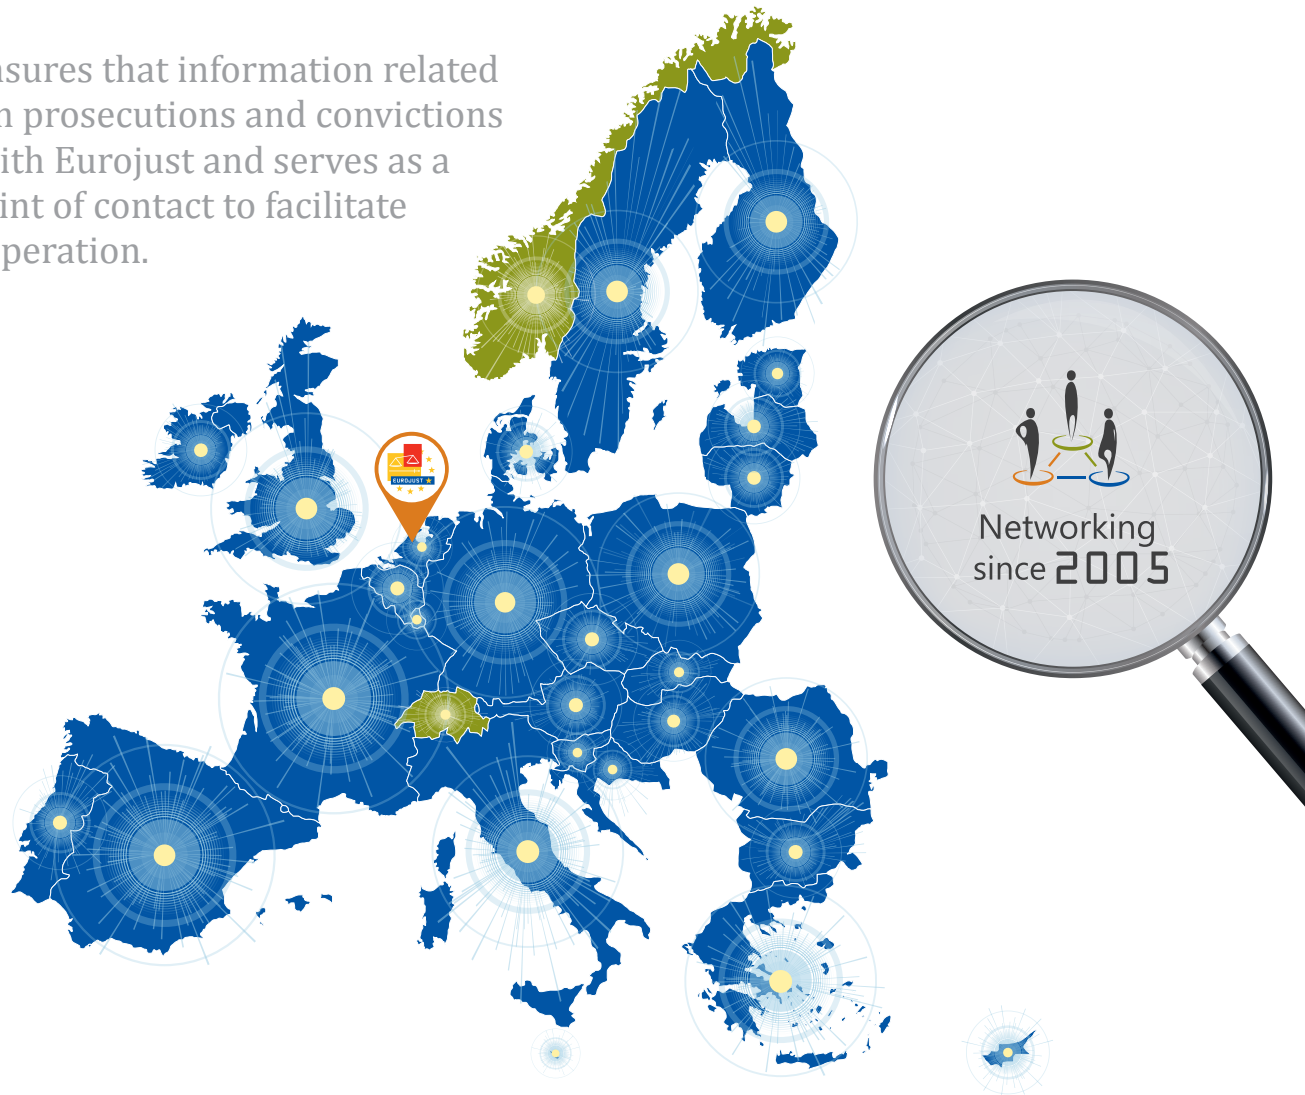 nsures that information related
n prosecutions and convictions
ith Eurojust and serves as a
int of contact to facilitate
peration.
EUROJUST
Networking
since 2005